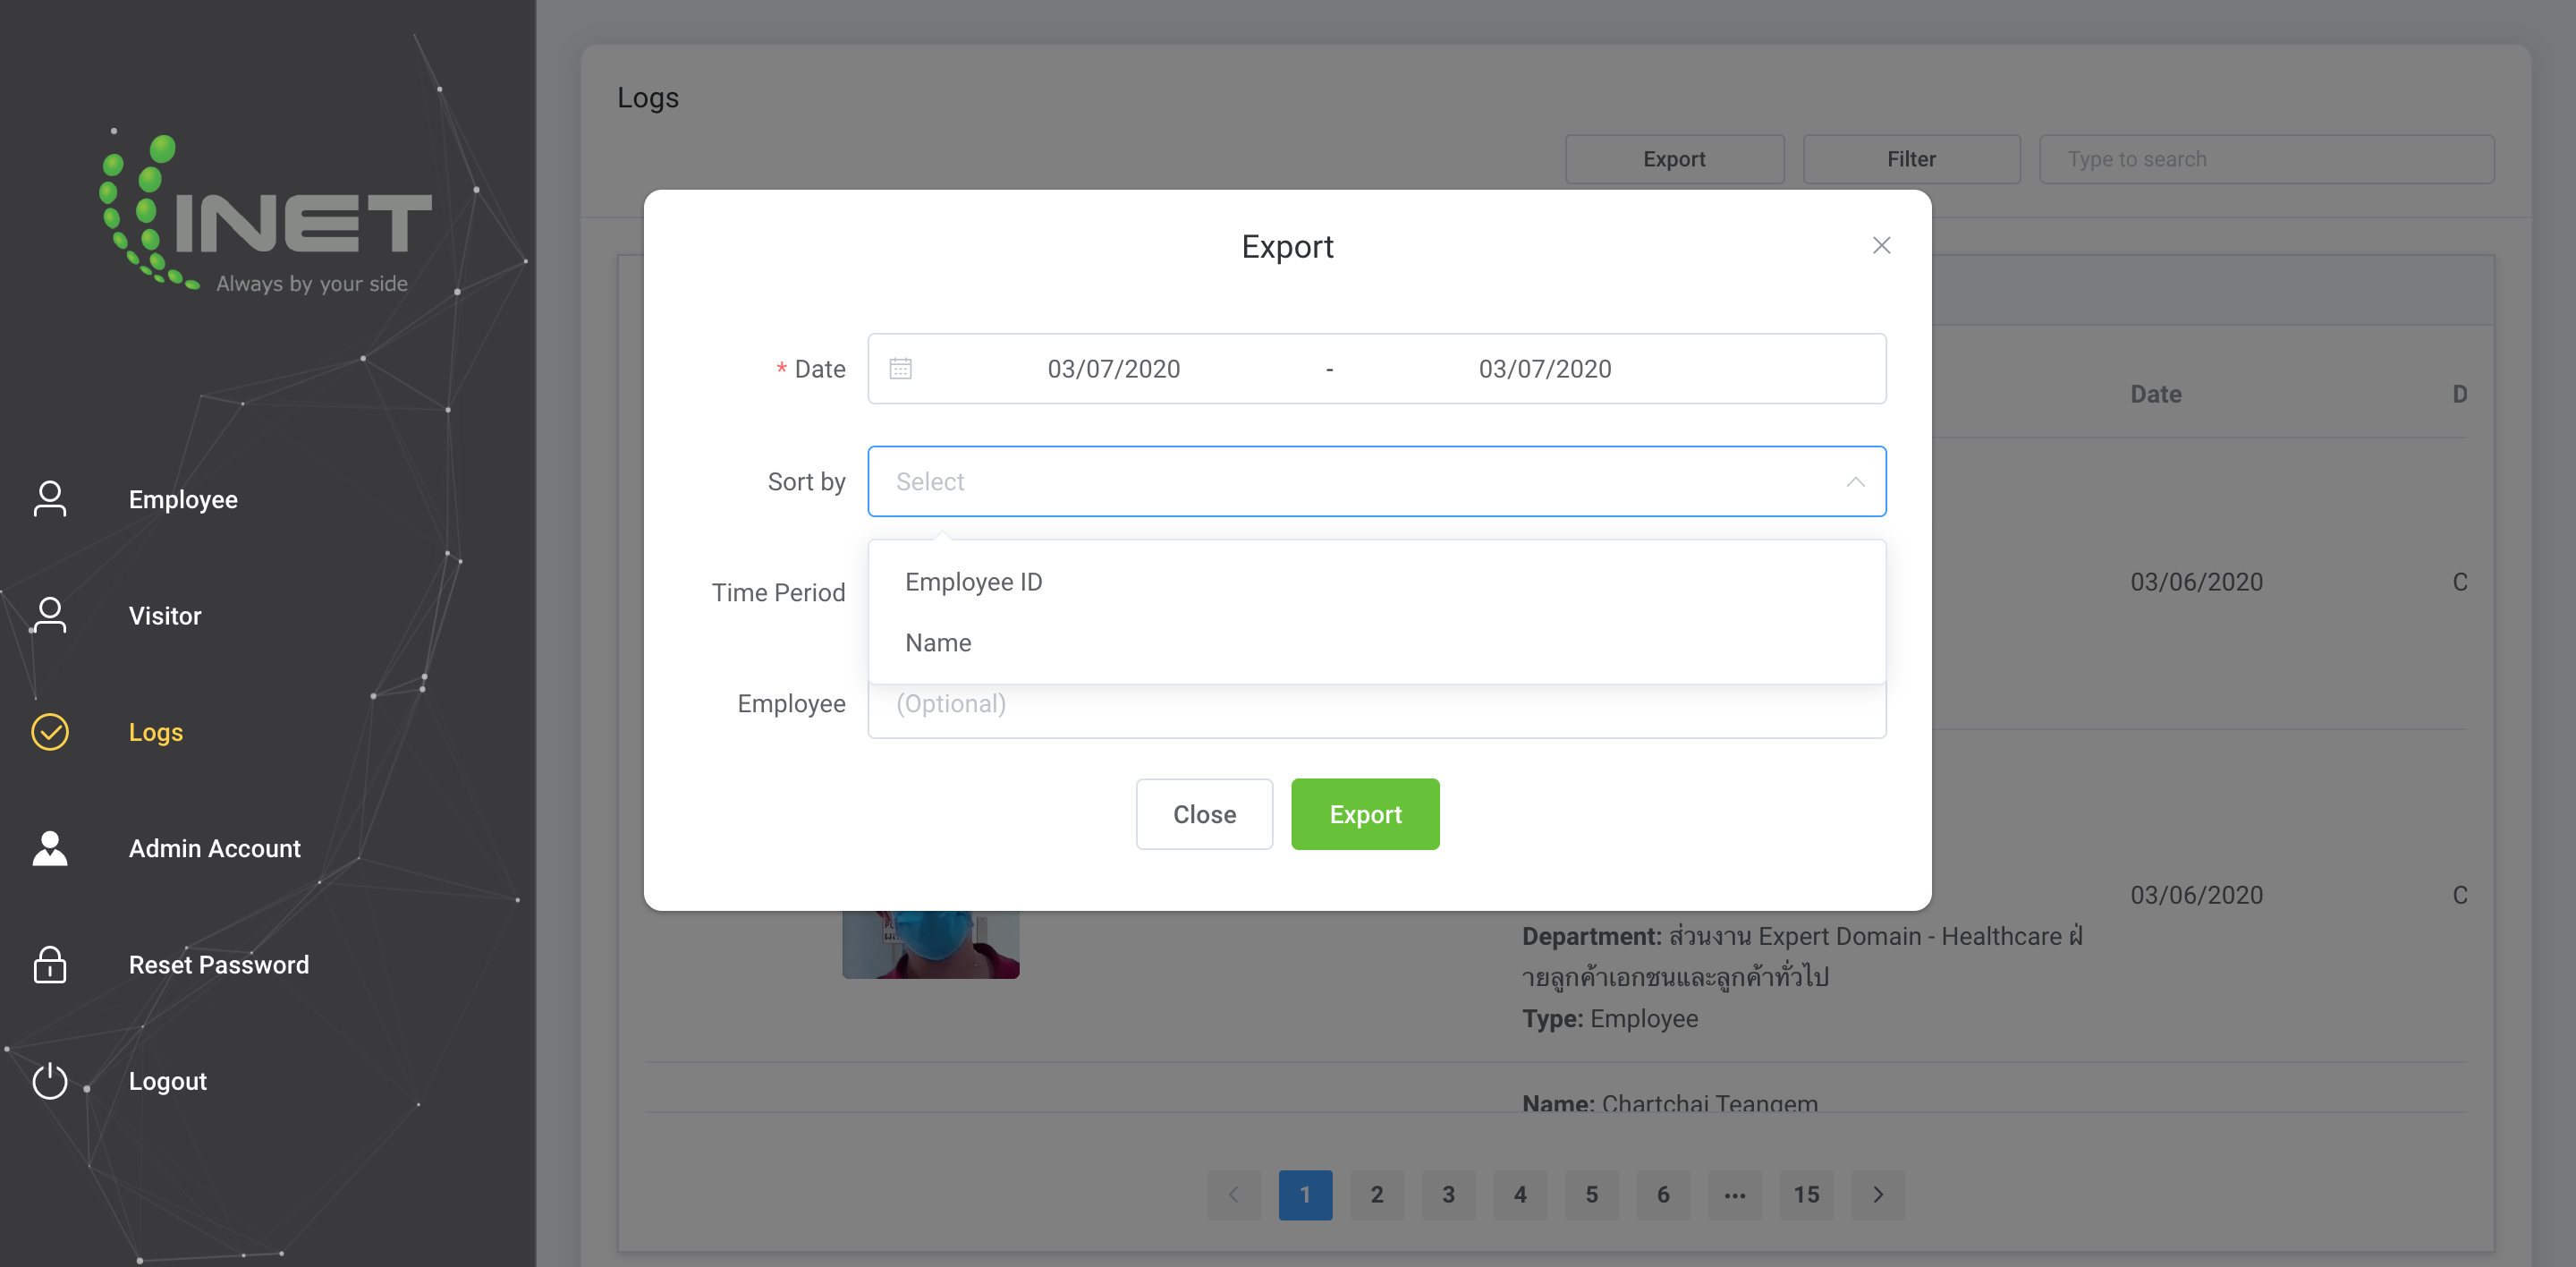 INET
Always by your side
Employee
Visitor
Logs
Admin Account
Reset Password
Logout
Logs
Export
Filter
Type to search
Export
* Date
03/07/2020 - 03/07/2020
Sort by
Select
Employee ID
Name
Time Period
Employee
(Optional)
Close
Export
Date
D
03/06/2020
C
03/06/2020
C
Department: ส่วนงาน Expert Domain - Healthcare ฝ่
ายลูกค้าเอกชนและลูกค้าทั่วไป
Type: Employee
Name: Chartchai Teangem
1 2 3 4 5 6 ••• 15